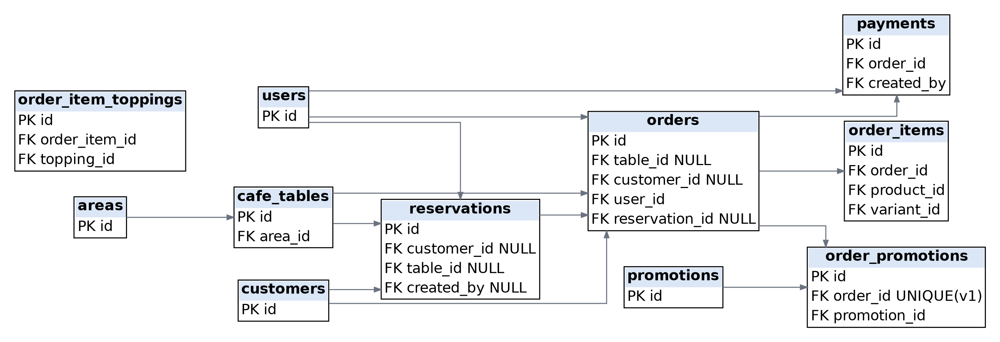 payments
PK id
FK order_id
FK created_by
users
PK id
order_item_toppings
PK id
FK order_item_id
FK topping_id
orders
PK id
FK table_id NULL
FK customer_id NULL
FK user_id
FK reservation_id NULL
order_items
PK id
FK order_id
FK product_id
FK variant_id
areas
PK id
cafe_tables
PK id
FK area_id
reservations
PK id
FK customer_id NULL
FK table_id NULL
FK created_by NULL
customers
PK id
promotions
PK id
order_promotions
PK id
FK order_id UNIQUE(v1)
FK promotion_id